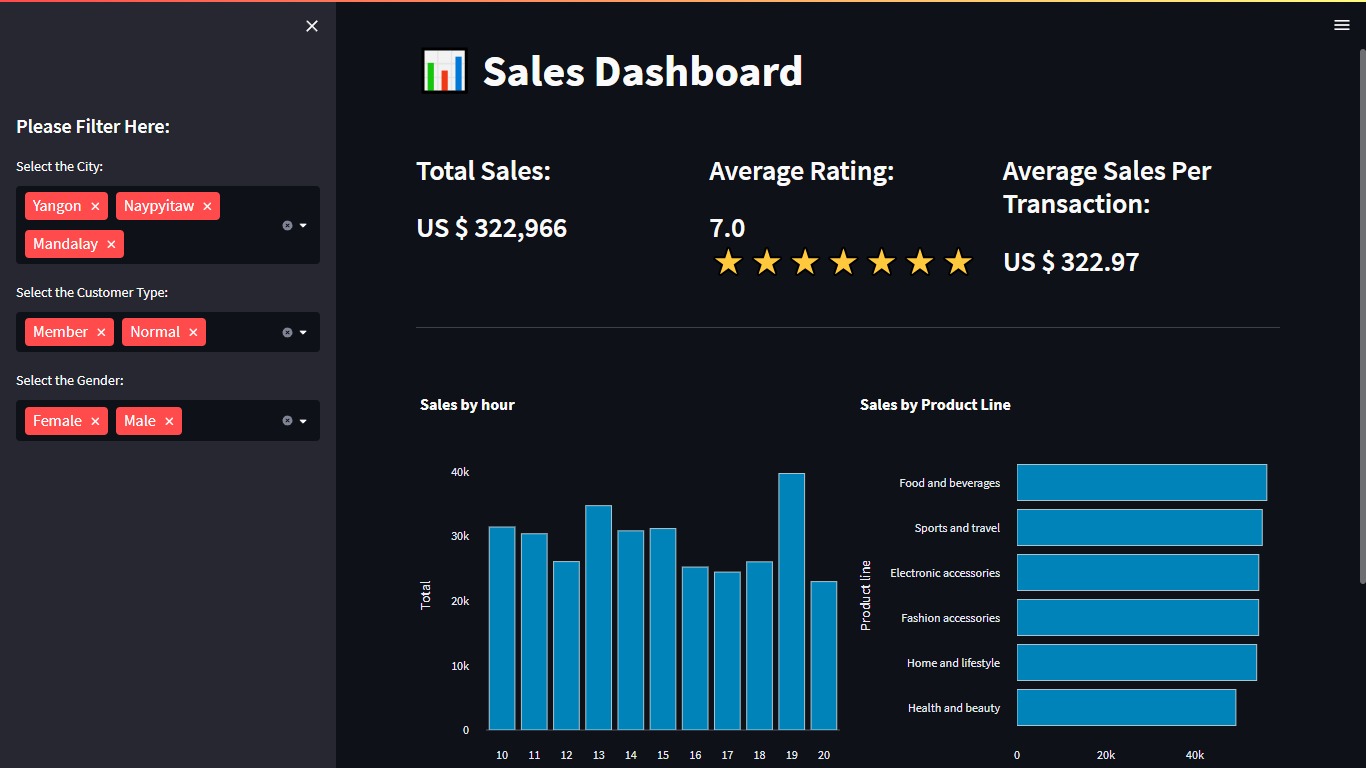 Please Filter Here:
Select the City:
Yangon × Naypyitaw ×
Mandalay ×
Select the Customer Type:
Member × Normal ×
Select the Gender:
Female × Male ×
Sales Dashboard
Total Sales:
US $ 322,966
Average Rating:
7.0
Average Sales Per
Transaction:
US $ 322.97
Sales by hour
Total
40k
30k
20k
10k
0
10 11 12 13 14 15 16 17 18 19 20
Sales by Product Line
Product line
Food and beverages
Sports and travel
Electronic accessories
Fashion accessories
Home and lifestyle
Health and beauty
0 20k 40k